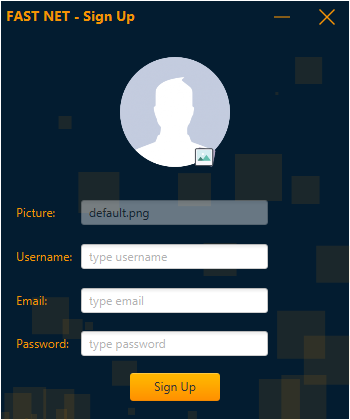 FAST NET - Sign Up
Picture: default.png
Username: type username
Email: type email
Password: type password
Sign Up